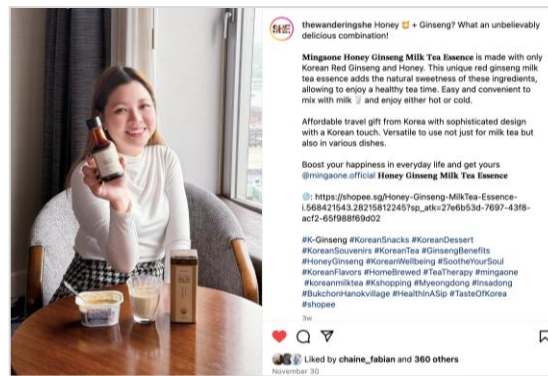 SHE
thewanderingshe Honey 🍯 + Ginseng? What an unbelievably
delicious combination!
𝐌𝐢𝐧𝐠𝐚𝐨𝐧𝐞 𝐇𝐨𝐧𝐞𝐲 𝐆𝐢𝐧𝐬𝐞𝐧𝐠 𝐌𝐢𝐥𝐤 𝐓𝐞𝐚 𝐄𝐬𝐬𝐞𝐧𝐜𝐞 is made with only
Korean Red Ginseng and Honey. This unique red ginseng milk
tea essence adds the natural sweetness of these ingredients,
allowing to enjoy a healthy tea time. Easy and convenient to
mix with milk 🥛 and enjoy either hot or cold.
Affordable travel gift from Korea with sophisticated design
with a Korean touch. Versatile to use not just for milk tea but
also in various dishes.
Boost your happiness in everyday life and get yours
@mingaone.official 𝐇𝐨𝐧𝐞𝐲 𝐆𝐢𝐧𝐬𝐞𝐧𝐠 𝐌𝐢𝐥𝐤 𝐓𝐞𝐚 𝐄𝐬𝐬𝐞𝐧𝐜𝐞
🌐: https://shopee.sg/Honey-Ginseng-MilkTea-Essence-
i.568421543.28215812245?sp_atk=27e6b53d-7697-43f8-
acf2-65f988f69d02
#K-Ginseng #KoreanSnacks #KoreanDessert
#KoreanSouvenirs #KoreanTea #GinsengBenefits
#HoneyGinseng #KoreanWellbeing #SootheYourSoul
#KoreanFlavors #HomeBrewed #TeaTherapy #mingaone
#koreanmilktea #Kshopping #Myeongdong #Insadong
#BukchonHanokvillage #HealthInASip #TasteOfKorea
#shopee
3w
Liked by chaine_fabian and 360 others
November 30